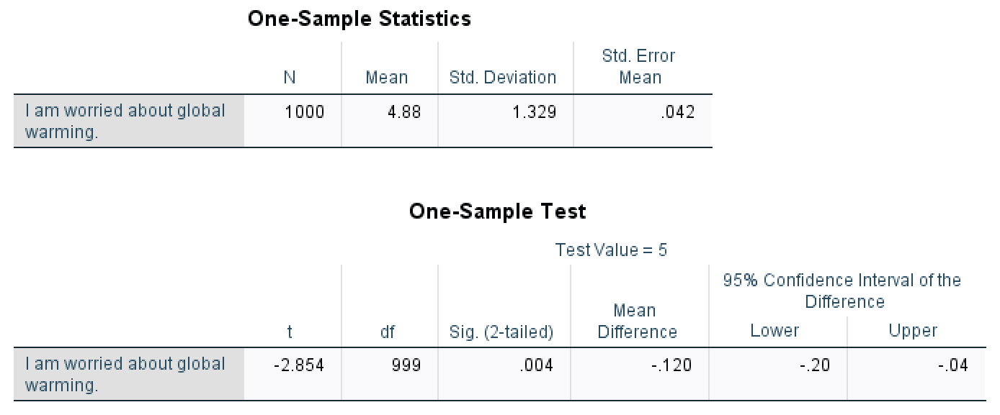 One-Sample Statistics
N Mean Std. Deviation Std. Error Mean
I am worried about global warming. 1000 4.88 1.329 .042
One-Sample Test
Test Value = 5
95% Confidence Interval of the Difference
t df Sig. (2-tailed) Mean Difference Lower Upper
I am worried about global warming. -2.854 999 .004 -.120 -.20 -.04